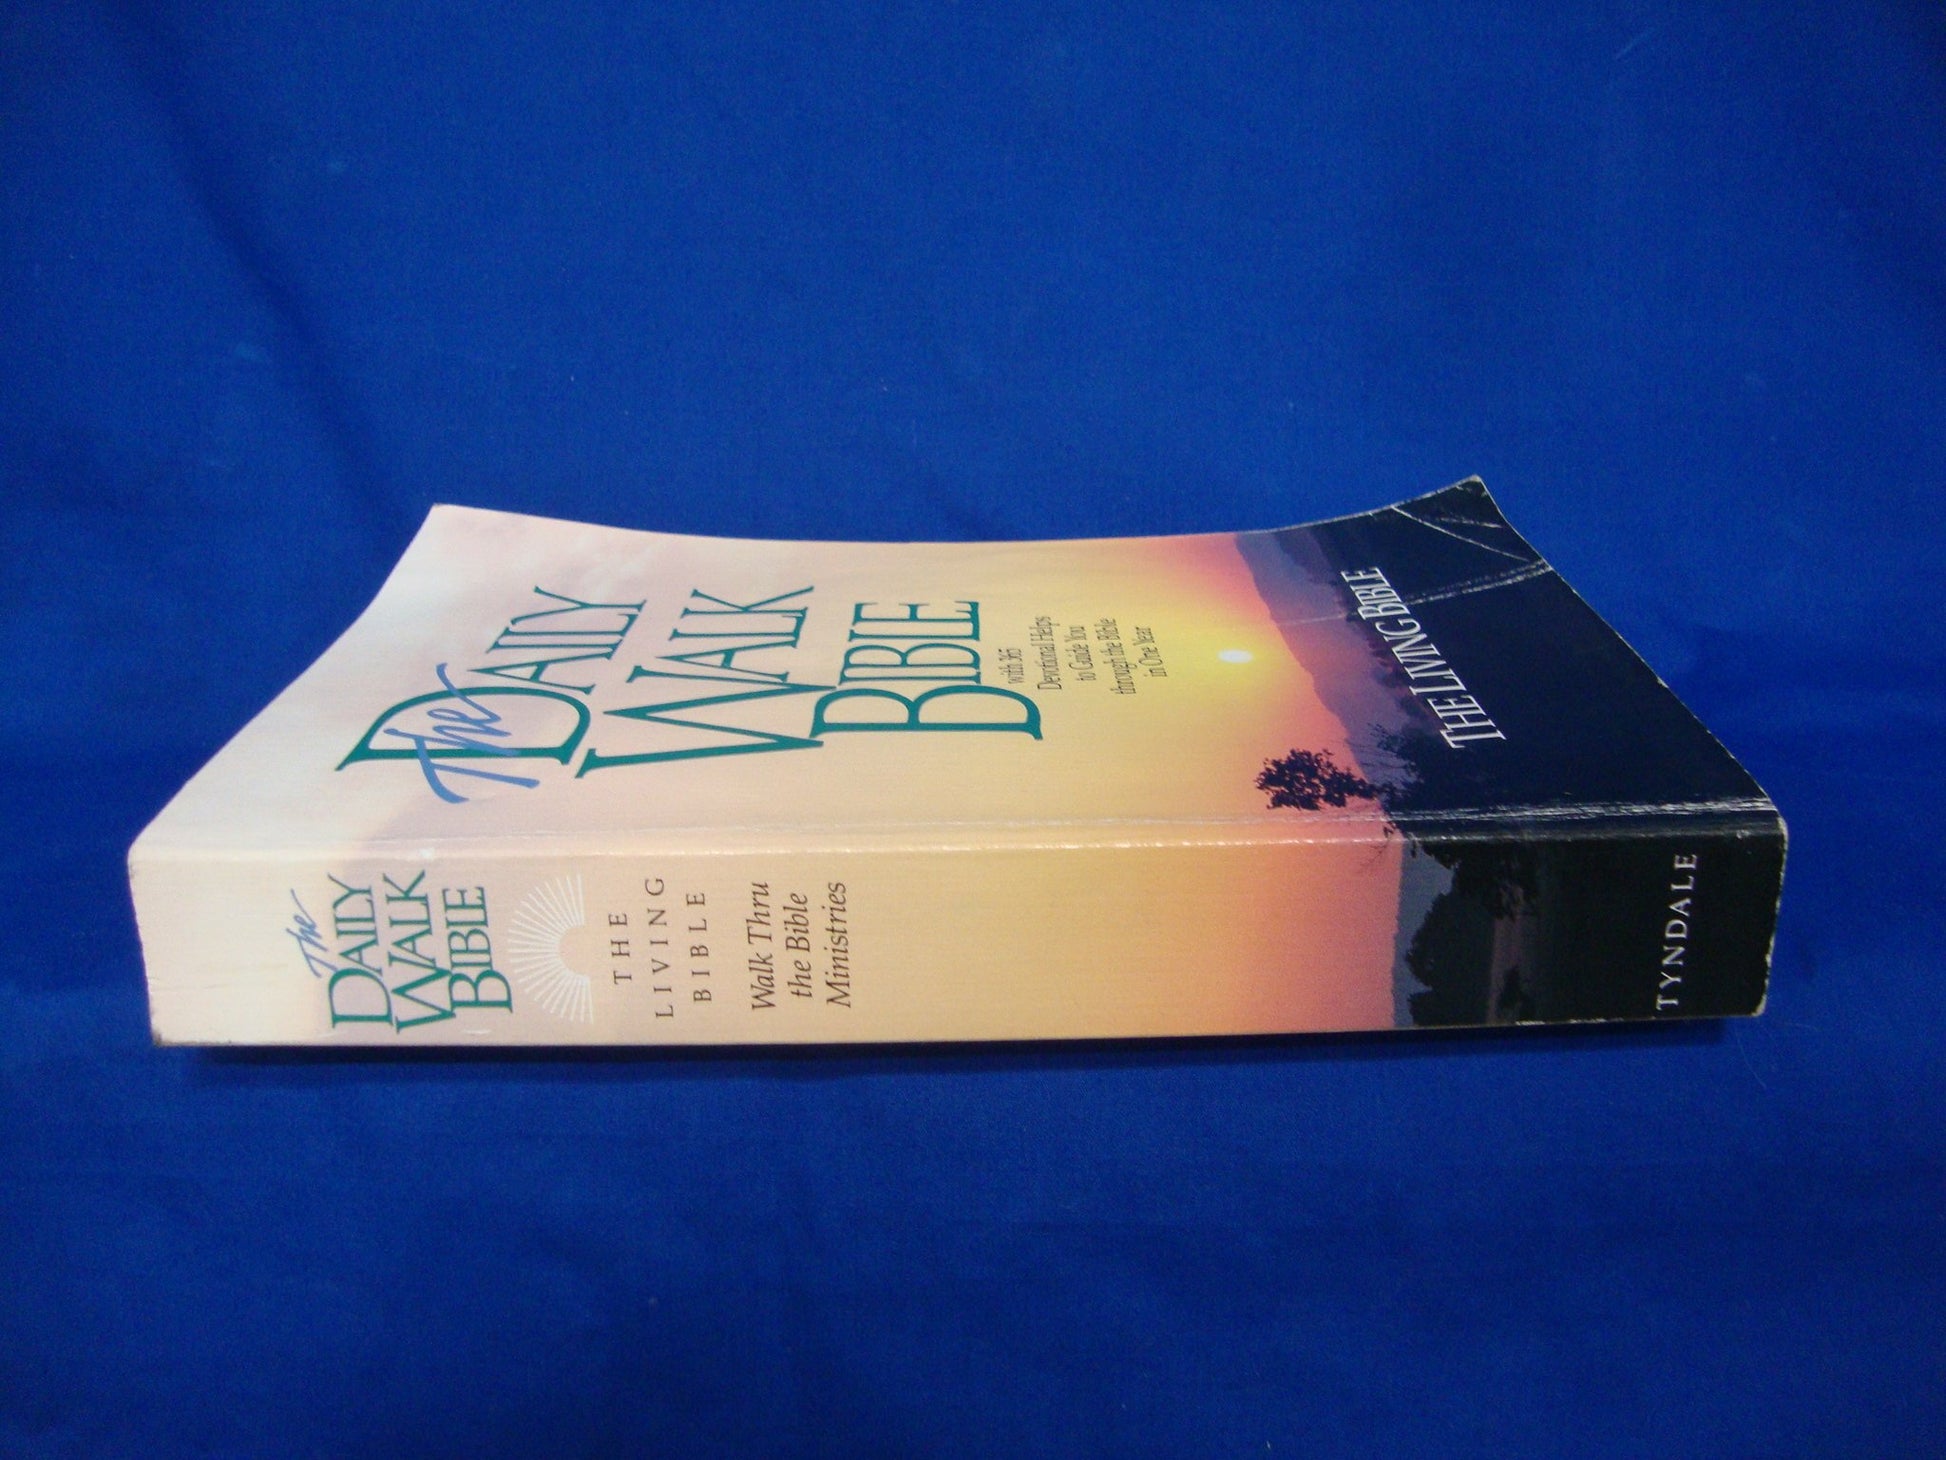 The
DAILY
WALK
BIBLE
with 365
Devotional Helps
to Guide You
through the Bible
in One Year
THE LIVING BIBLE
The
DAILY
WALK
BIBLE
THE
LIVING
BIBLE
Walk Thru
the Bible
Ministries
TYNDALE